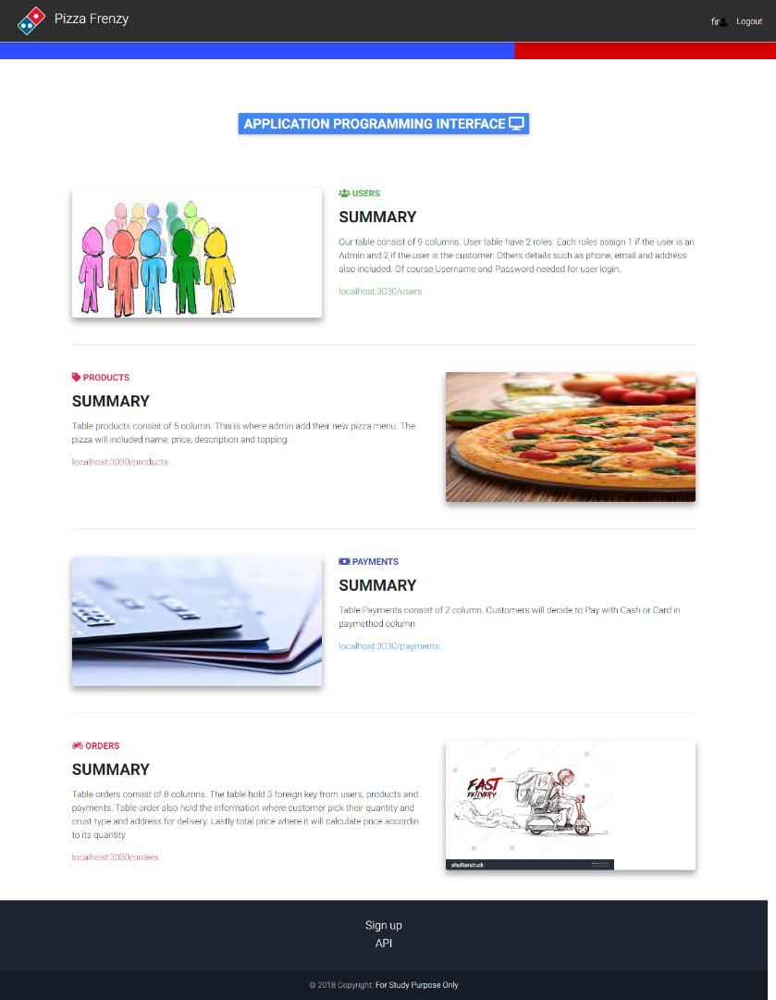 Pizza Frenzy
fir
Logout
APPLICATION PROGRAMMING INTERFACE
USERS
SUMMARY
Our table consist of 9 columns. User table have 2 roles. Each roles assign 1 if the user is an
Admin and 2 if the user is the customer. Others details such as phone, email and address
also included. Of course Username and Password needed for user login.
localhost:3030/users
PRODUCTS
SUMMARY
Table products consist of 5 column. This is where admin add their new pizza menu. The
pizza will included name, price, description and topping
localhost:3030/products
PAYMENTS
SUMMARY
Table Payments consist of 2 column. Customers will decide to Pay with Cash or Card in
paymethod column
localhost:3030/payments
ORDERS
SUMMARY
Table orders consist of 8 columns. The table hold 3 foreign key from users, products and
payments. Table order also hold the information where customer pick their quantity and
crust type and address for delivery. Lastly total price where it will calculate price accordin
to its quantity
localhost:3030/orders
FAST
DELIVERY
shutterstock
Sign up
API
© 2018 Copyright: For Study Purpose Only